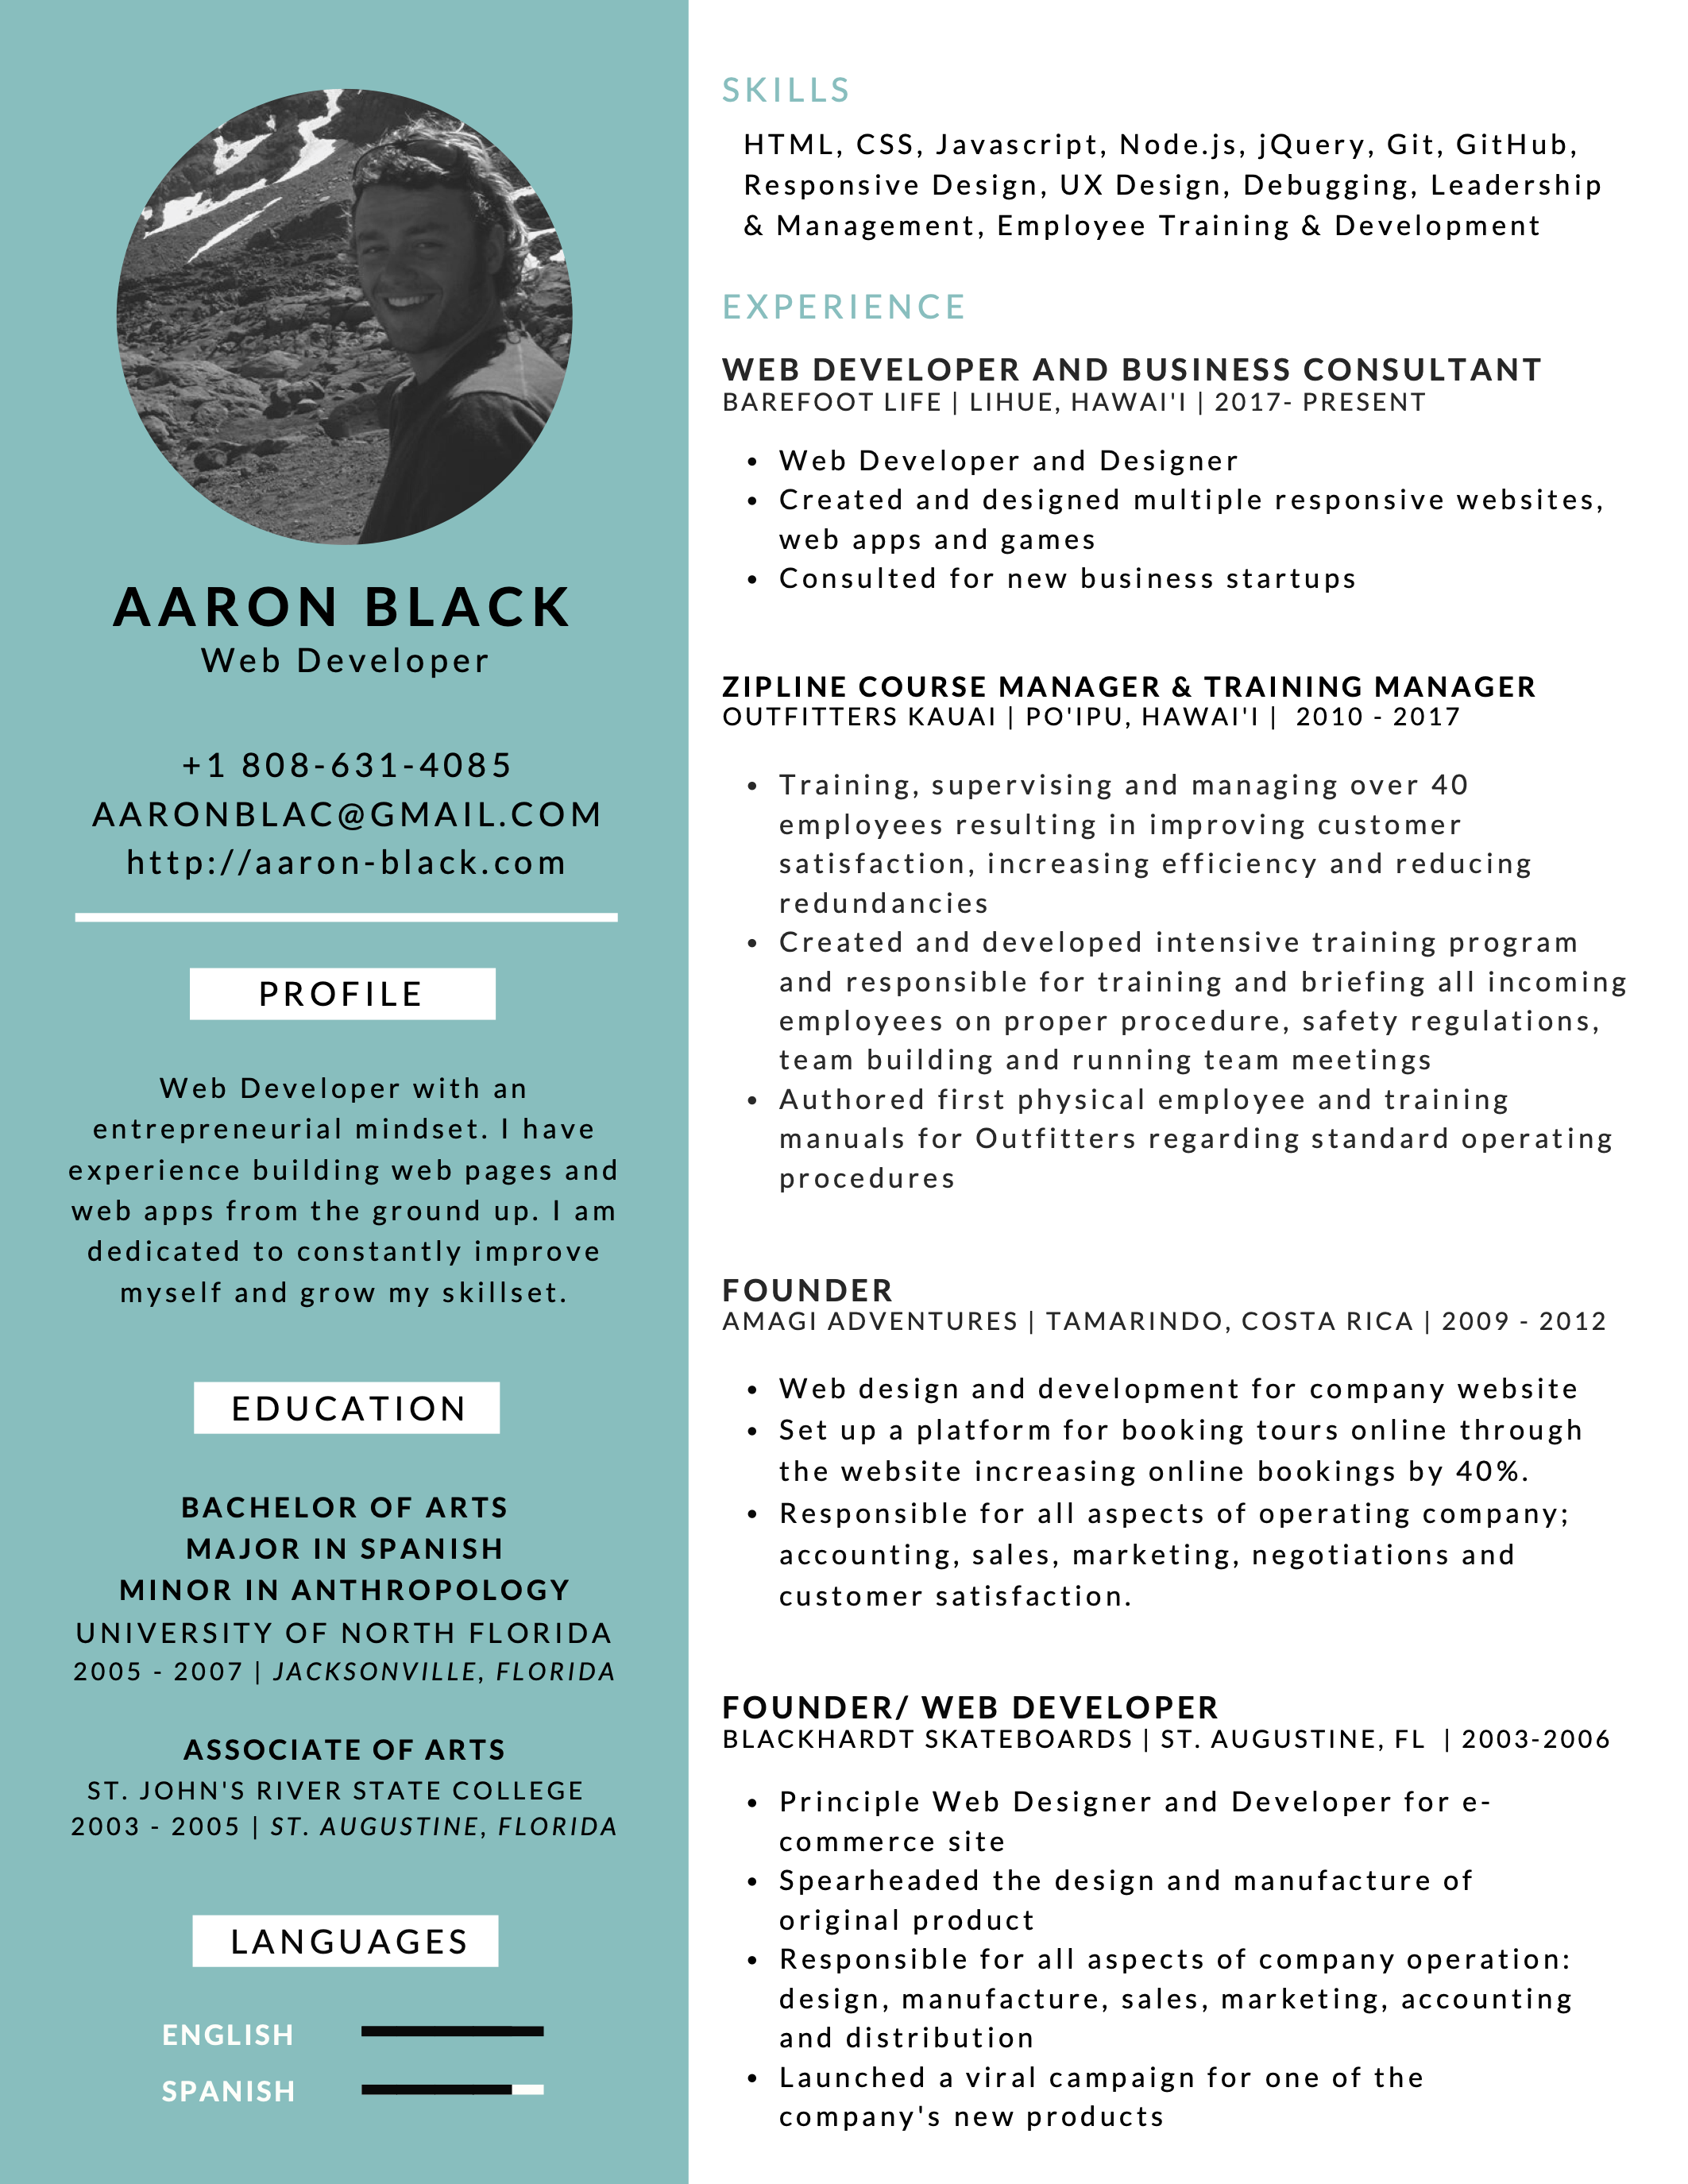 AARON BLACK
Web Developer
+1 808-631-4085
AARONBLAC@GMAIL.COM
http://aaron-black.com
PROFILE
Web Developer with an
entrepreneurial mindset. I have
experience building web pages and
web apps from the ground up. I am
dedicated to constantly improve
myself and grow my skillset.
EDUCATION
BACHELOR OF ARTS
MAJOR IN SPANISH
MINOR IN ANTHROPOLOGY
UNIVERSITY OF NORTH FLORIDA
2005 - 2007 | JACKSONVILLE, FLORIDA
ASSOCIATE OF ARTS
ST. JOHN'S RIVER STATE COLLEGE
2003 - 2005 | ST. AUGUSTINE, FLORIDA
LANGUAGES
ENGLISH
SPANISH
SKILLS
HTML, CSS, Javascript, Node.js, jQuery, Git, GitHub,
Responsive Design, UX Design, Debugging, Leadership
& Management, Employee Training & Development
EXPERIENCE
WEB DEVELOPER AND BUSINESS CONSULTANT
BAREFOOT LIFE | LIHUE, HAWAI'I | 2017- PRESENT
• Web Developer and Designer
• Created and designed multiple responsive websites,
web apps and games
• Consulted for new business startups
ZIPLINE COURSE MANAGER & TRAINING MANAGER
OUTFITTERS KAUAI | PO'IPU, HAWAI'I | 2010 - 2017
• Training, supervising and managing over 40
employees resulting in improving customer
satisfaction, increasing efficiency and reducing
redundancies
• Created and developed intensive training program
and responsible for training and briefing all incoming
employees on proper procedure, safety regulations,
team building and running team meetings
• Authored first physical employee and training
manuals for Outfitters regarding standard operating
procedures
FOUNDER
AMAGI ADVENTURES | TAMARINDO, COSTA RICA | 2009 - 2012
• Web design and development for company website
• Set up a platform for booking tours online through
the website increasing online bookings by 40%.
• Responsible for all aspects of operating company;
accounting, sales, marketing, negotiations and
customer satisfaction.
FOUNDER/ WEB DEVELOPER
BLACKHARDT SKATEBOARDS | ST. AUGUSTINE, FL | 2003-2006
• Principle Web Designer and Developer for e-
commerce site
• Spearheaded the design and manufacture of
original product
• Responsible for all aspects of company operation:
design, manufacture, sales, marketing, accounting
and distribution
• Launched a viral campaign for one of the
company's new products